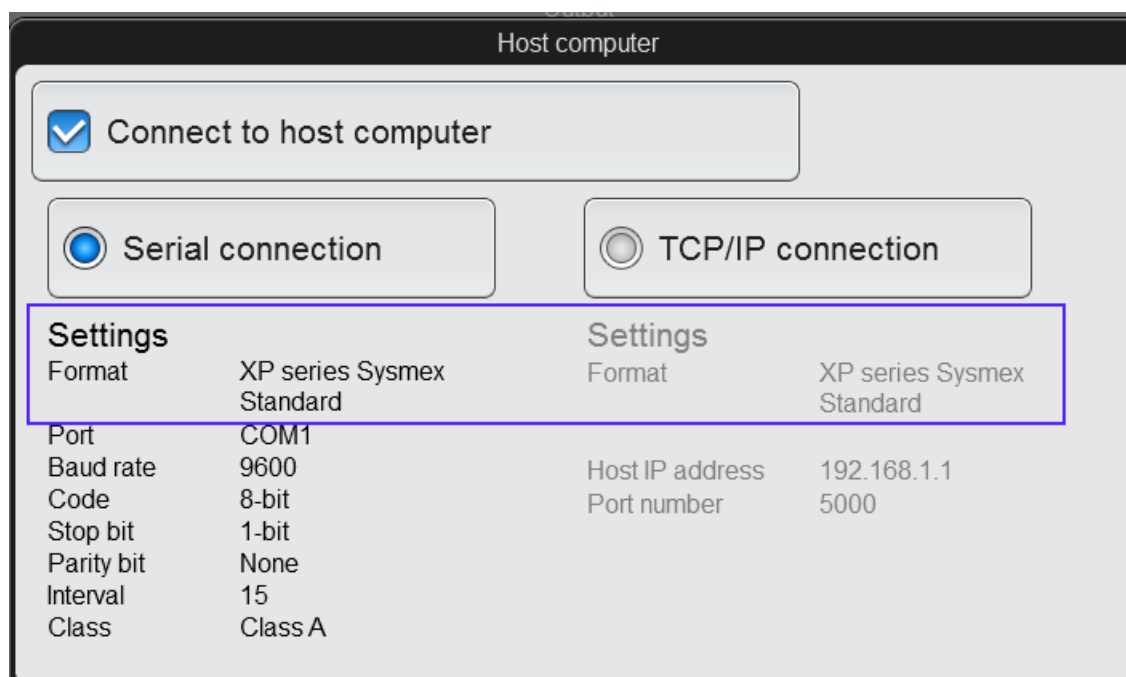 Output
Host computer
Connect to host computer
Serial connection
TCP/IP connection
Settings
Format XP series Sysmex
Standard
Port COM1
Baud rate 9600
Code 8-bit
Stop bit 1-bit
Parity bit None
Interval 15
Class Class A
Settings
Format XP series Sysmex
Standard
Host IP address 192.168.1.1
Port number 5000